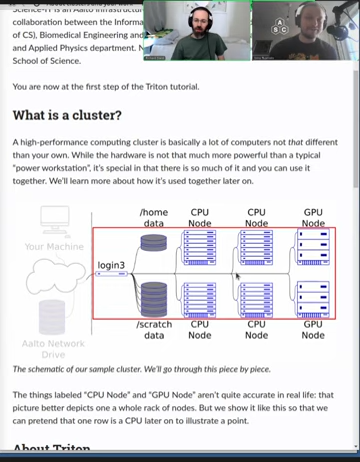 collaboration between the Informa
of CS), Biomedical Engineering and
and Applied Physics department. N
School of Science.
You are now at the first step of the Triton tutorial.
What is a cluster?
A high-performance computing cluster is basically a lot of computers not that different
than your own. While the hardware is not that much more powerful than a typical
"power workstation", it's special in that there is so much of it and you can use it
together. We'll learn more about how it's used together later on.
/home data
CPU Node
CPU Node
GPU Node
Your Machine
login3
/scratch data
CPU Node
CPU Node
GPU Node
Aalto Network Drive
The schematic of our sample cluster. We'll go through this piece by piece.
The things labeled "CPU Node" and "GPU Node" aren't quite accurate in real life: that
picture better depicts one a whole rack of nodes. But we show it like this so that we
can pretend that one row is a CPU later on to illustrate a point.
About Triton
A
S C